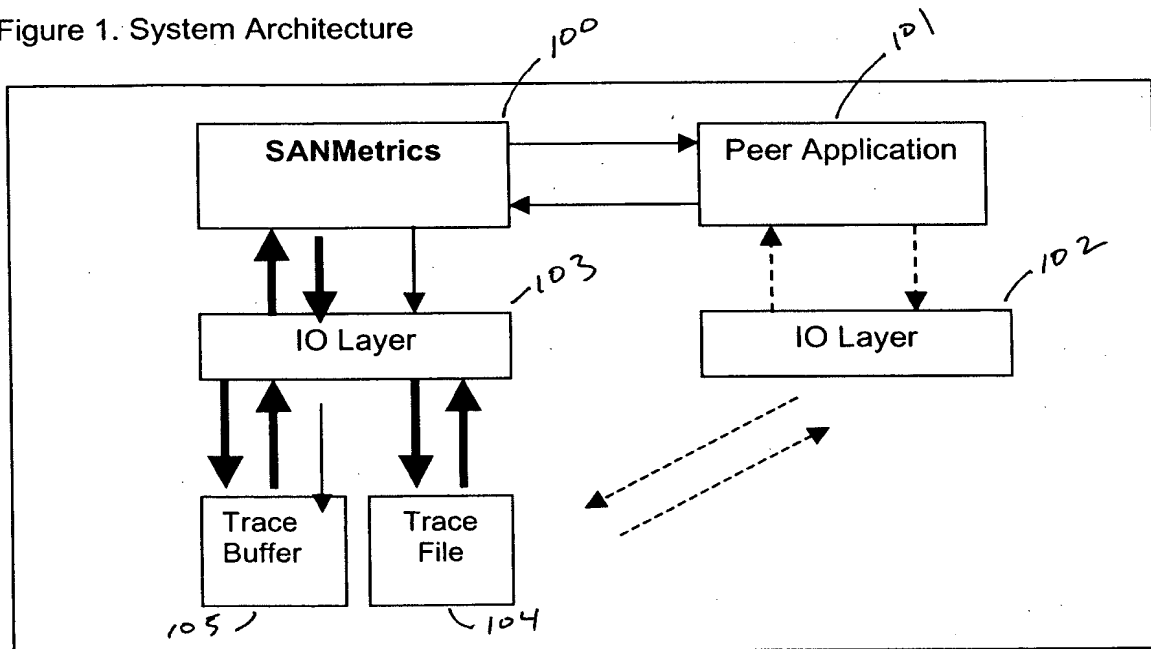 Figure 1. System Architecture
100
101
SANMetrics
Peer Application
103
102
IO Layer
IO Layer
Trace
Buffer
Trace
File
105
104